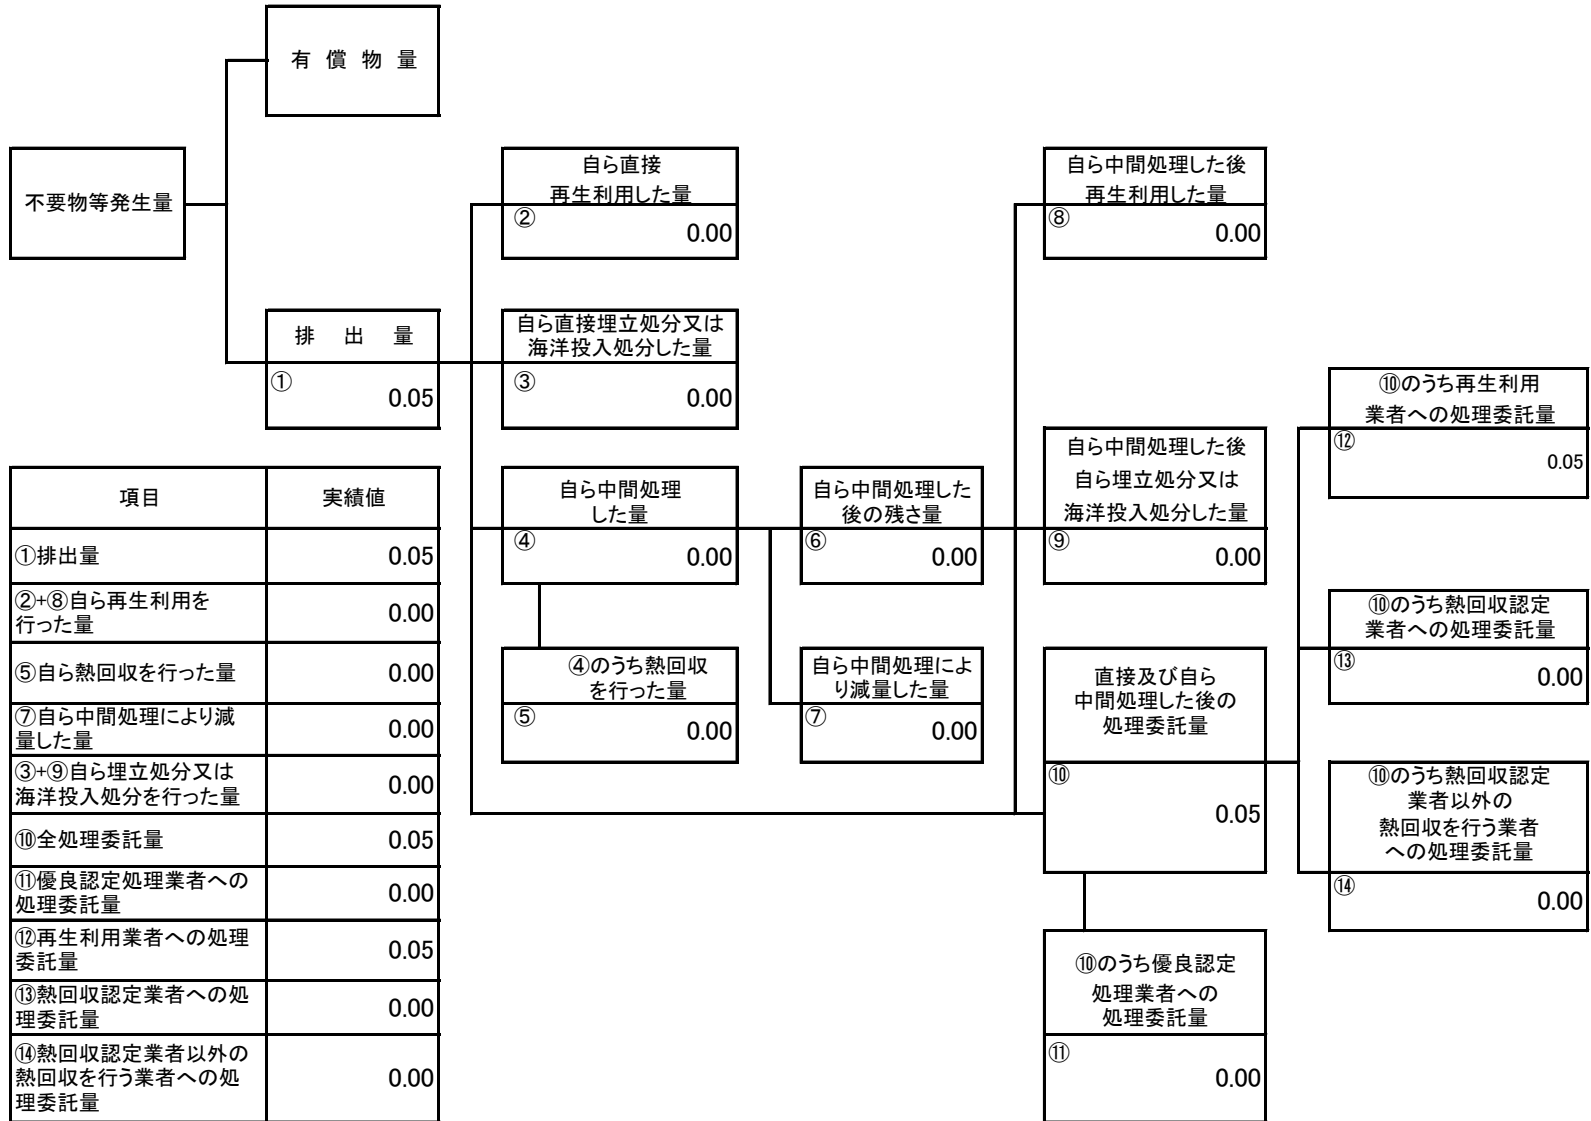 有 償 物 量
不要物等発生量
自ら直接
再生利用した量
②
0.00
自ら中間処理した後
再生利用した量
⑧
0.00
排 出 量
①
0.05
自ら直接埋立処分又は
海洋投入処分した量
③
0.00
⑩のうち再生利用
業者への処理委託量
⑫
0.05
自ら中間処理
した量
④
0.00
自ら中間処理した
後の残さ量
⑥
0.00
自ら中間処理した後
自ら埋立処分又は
海洋投入処分した量
⑨
0.00
⑩のうち熱回収認定
業者への処理委託量
⑬
0.00
④のうち熱回収
を行った量
⑤
0.00
自ら中間処理によ
り減量した量
⑦
0.00
直接及び自ら
中間処理した後の
処理委託量
⑩
0.05
⑩のうち熱回収認定
業者以外の
熱回収を行う業者
への処理委託量
⑭
0.00
⑩のうち優良認定
処理業者への
処理委託量
⑪
0.00
項目 実績値
①排出量 0.05
②+⑧自ら再生利用を
行った量 0.00
⑤自ら熱回収を行った量 0.00
⑦自ら中間処理により減
量した量 0.00
③+⑨自ら埋立処分又は
海洋投入処分を行った量 0.00
⑩全処理委託量 0.05
⑪優良認定処理業者への
処理委託量 0.00
⑫再生利用業者への処理
委託量 0.05
⑬熱回収認定業者への処
理委託量 0.00
⑭熱回収認定業者以外の
熱回収を行う業者への処
理委託量 0.00